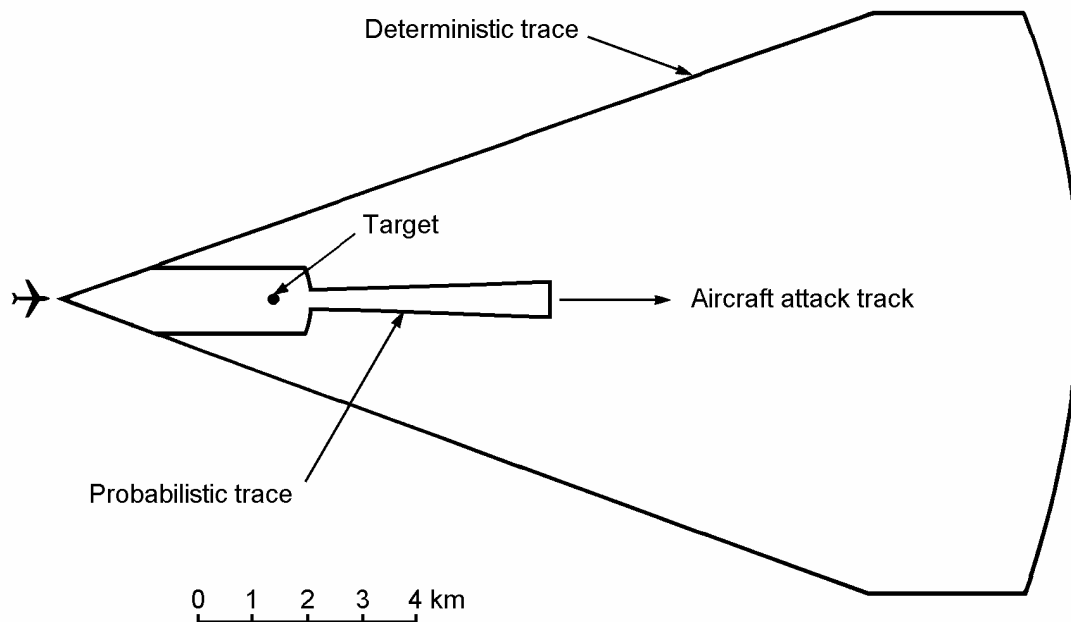 Deterministic trace
Target
Aircraft attack track
Probabilistic trace
0 1 2 3 4 km